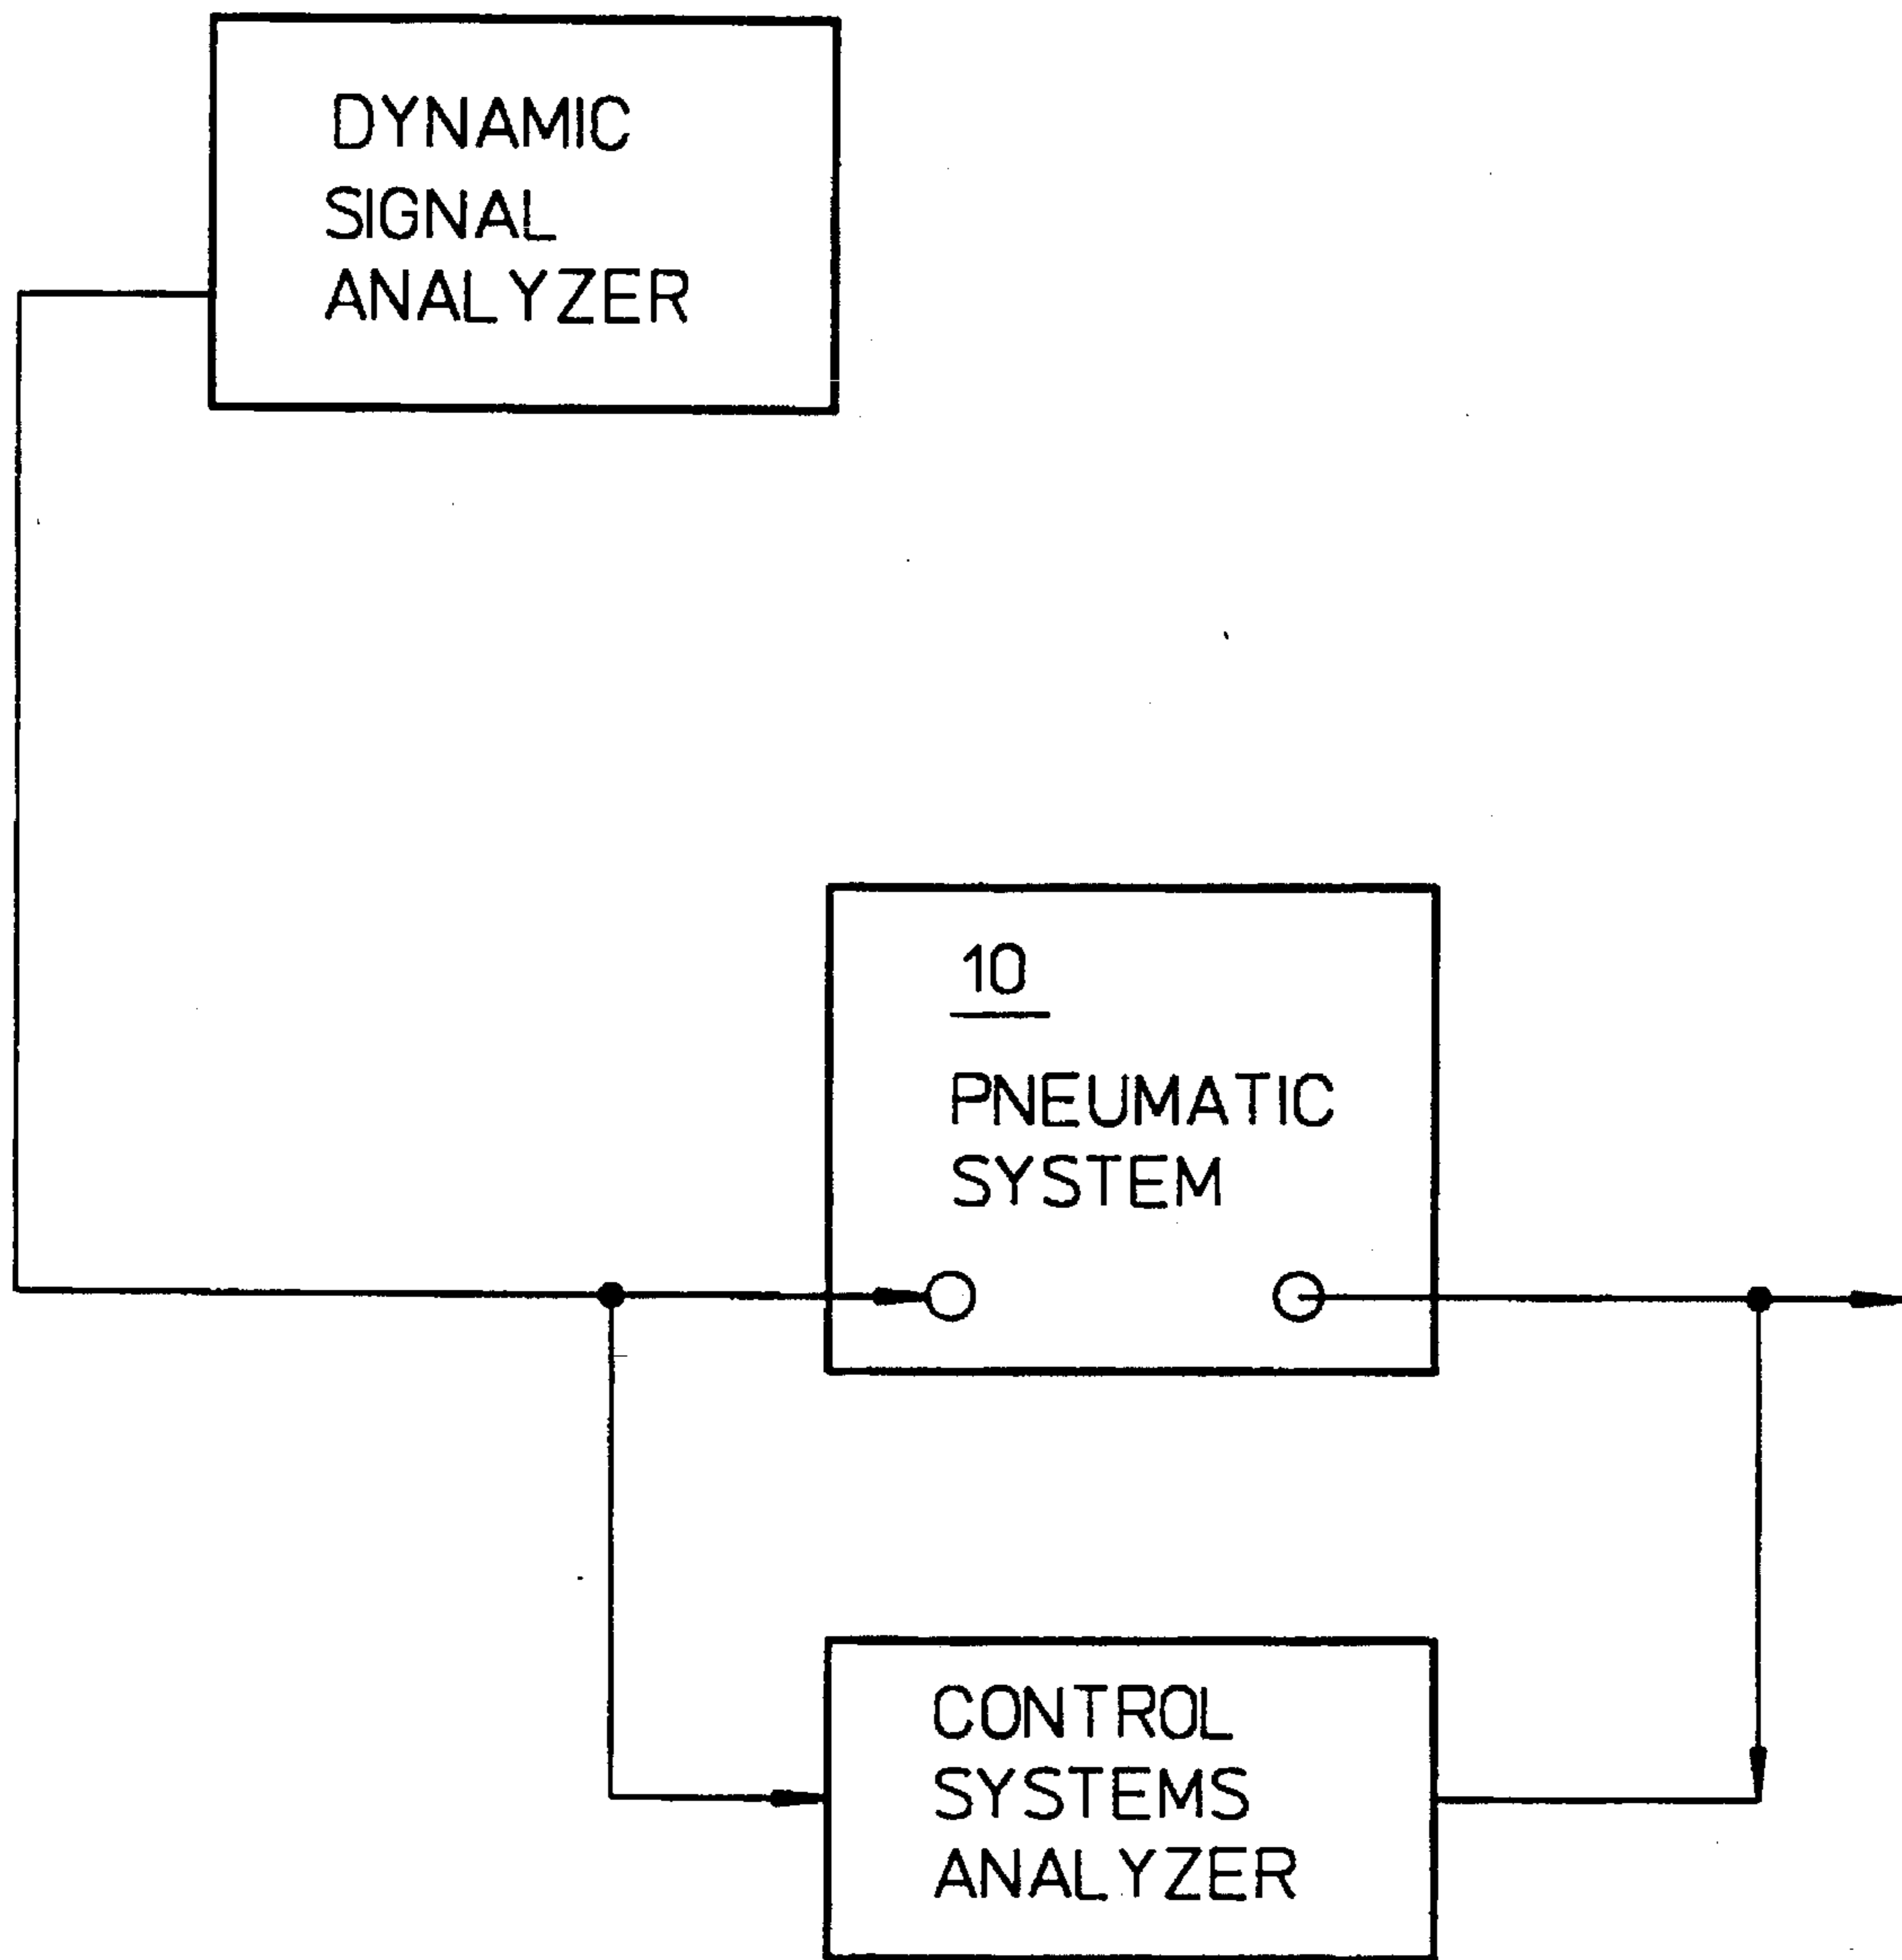 DYNAMIC
SIGNAL
ANALYZER
10
PNEUMATIC
SYSTEM
CONTROL
SYSTEMS
ANALYZER